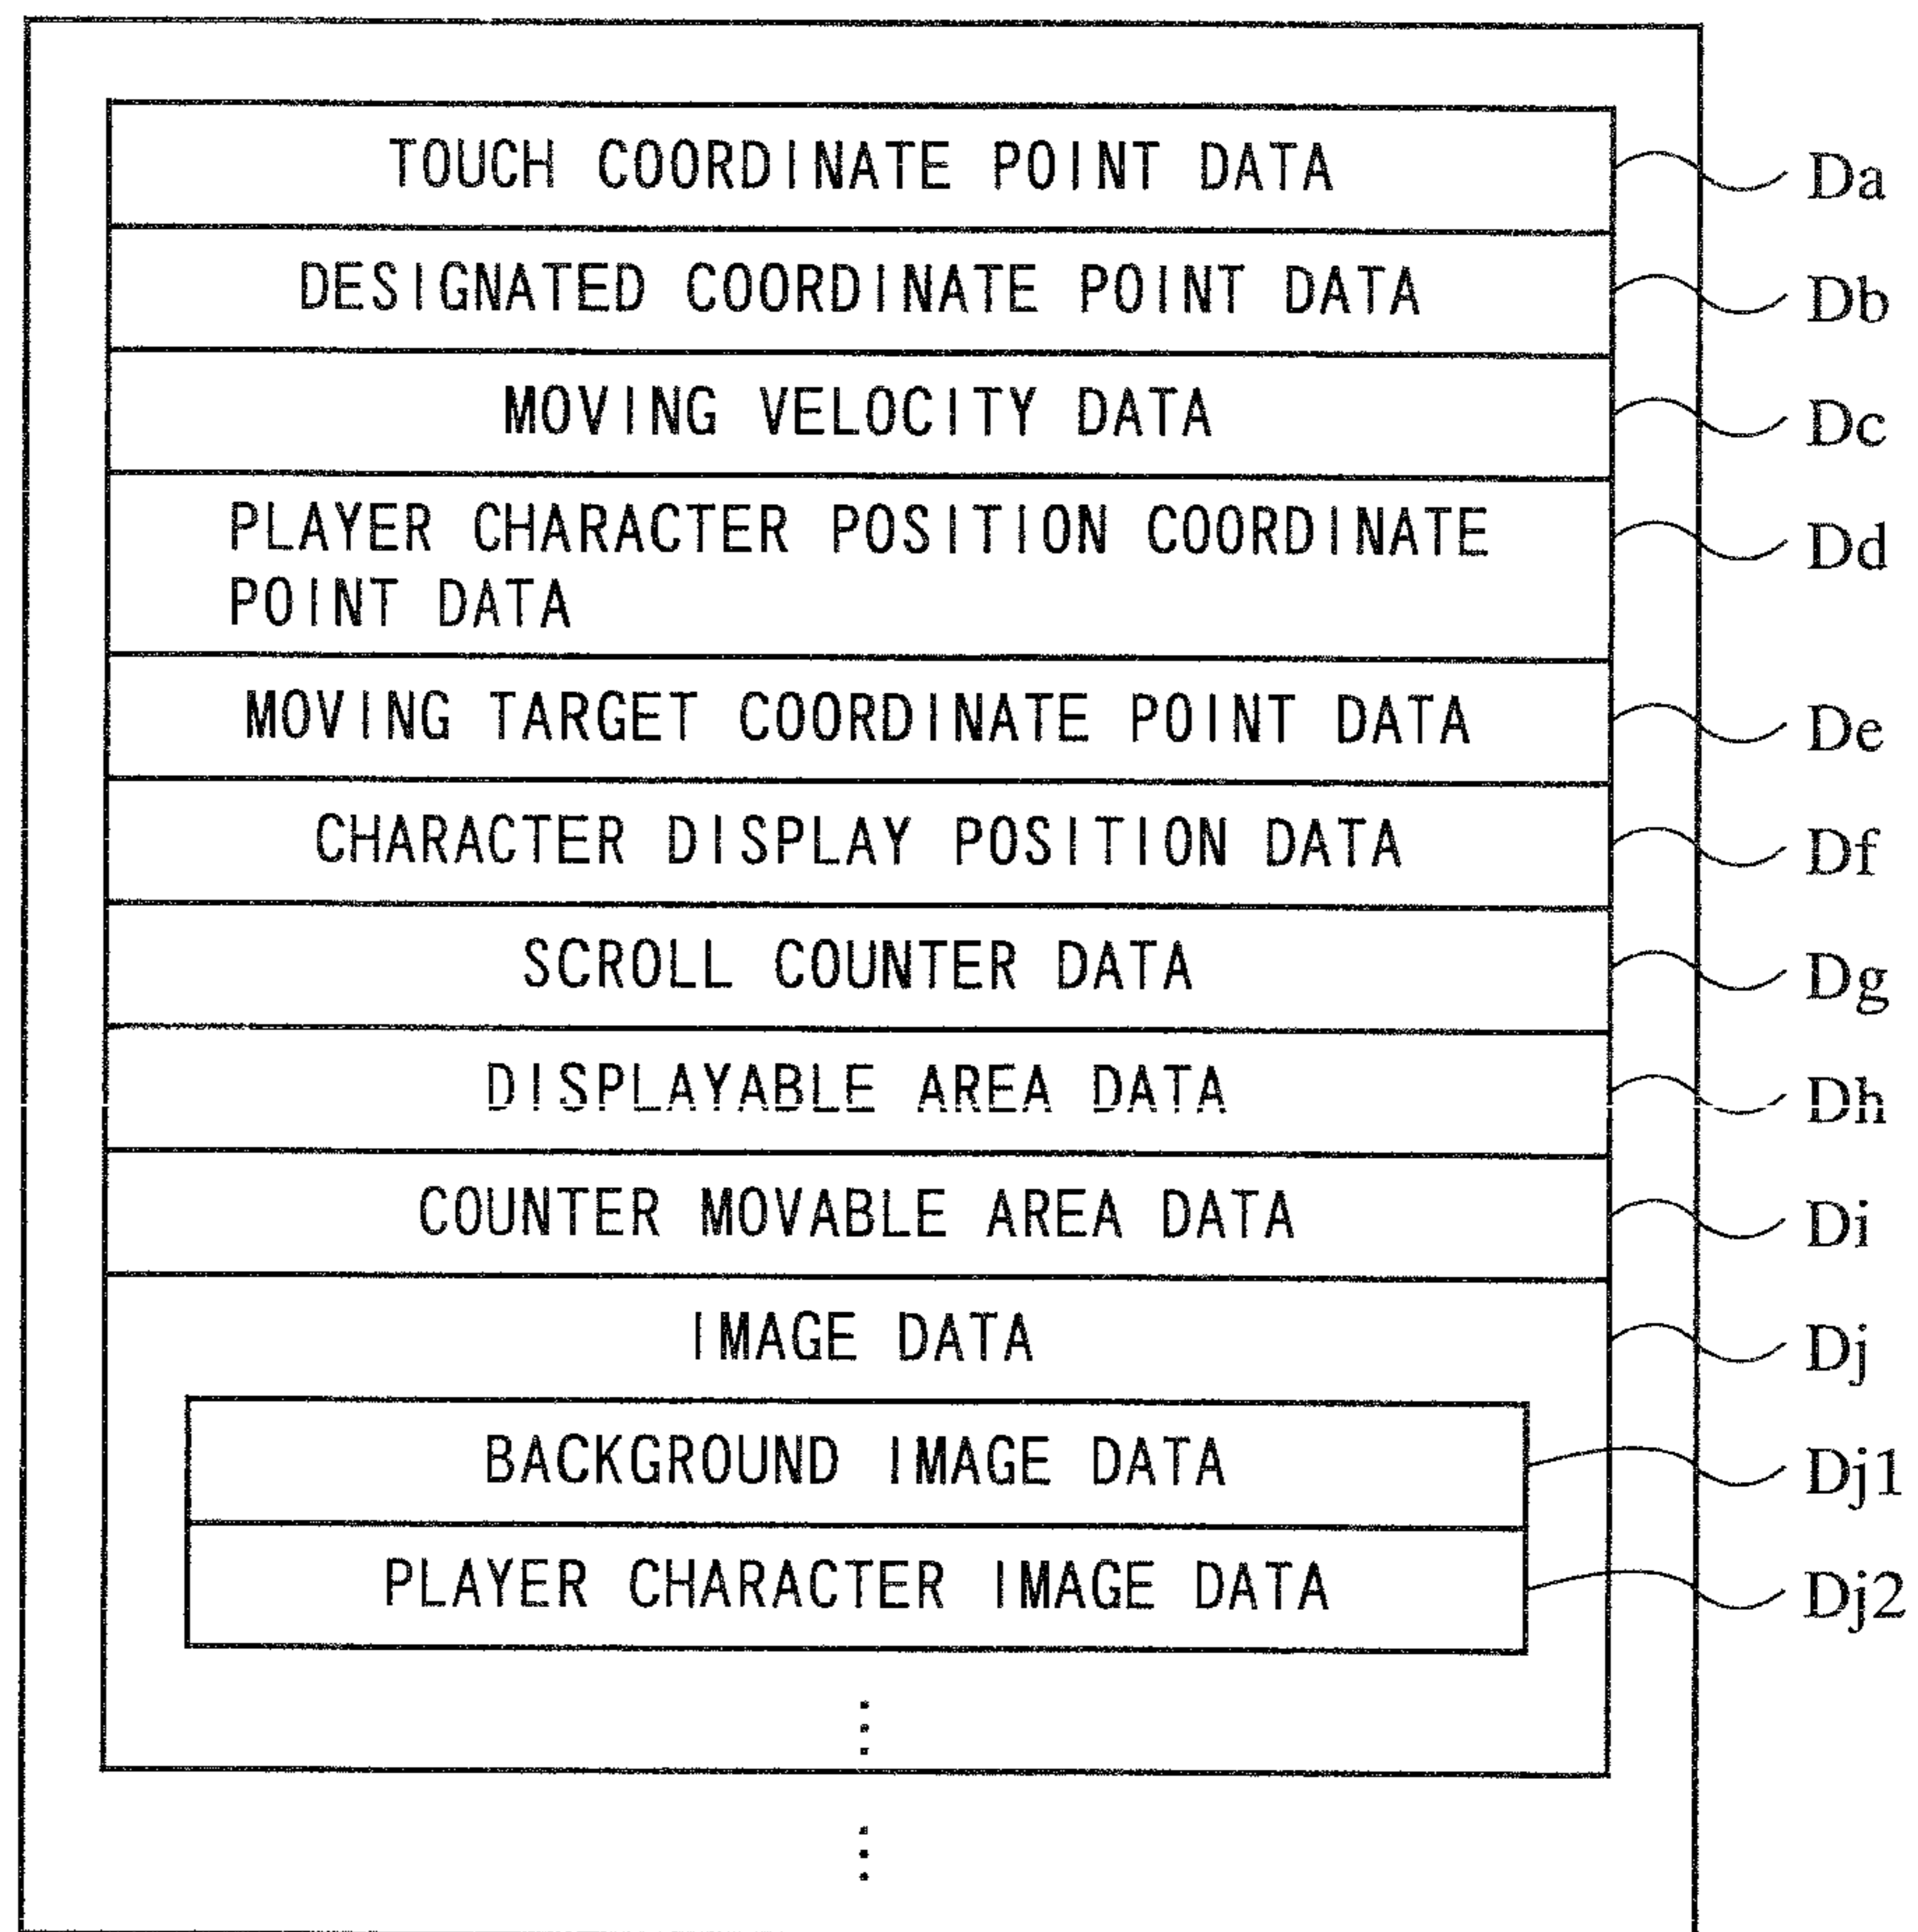 TOUCH COORDINATE POINT DATA Da
DESIGNATED COORDINATE POINT DATA Db
MOVING VELOCITY DATA Dc
PLAYER CHARACTER POSITION COORDINATE Dd
POINT DATA
MOVING TARGET COORDINATE POINT DATA De
CHARACTER DISPLAY POSITION DATA Df
SCROLL COUNTER DATA Dg
DISPLAYABLE AREA DATA Dh
COUNTER MOVABLE AREA DATA Di
IMAGE DATA Dj
BACKGROUND IMAGE DATA Dj1
PLAYER CHARACTER IMAGE DATA Dj2